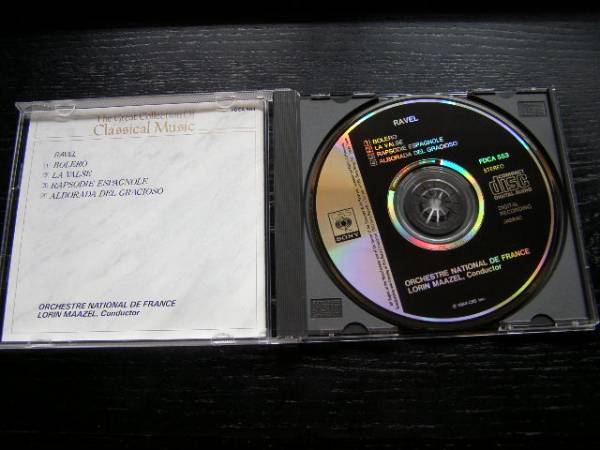 The Great Collection of
Classical Music
RAVEL
BOLERO
LA VALSE
RAPSODIE ESPAGNOLE
ALBORADA DEL GRACIOSO
ORCHESTRE NATIONAL DE FRANCE
LORIN MAAZEL, Conductor
RAVEL
1 BOLERO
2 LA VALSE
3 RAPSODIE ESPAGNOLE
4 ALBORADA DEL GRACIOSO
FDCA 553
STEREO
COMPACT
disc
DIGITAL AUDIO
DIGITAL
RECORDING
SONY
ORCHESTRE NATIONAL DE FRANCE
LORIN MAAZEL, Conductor